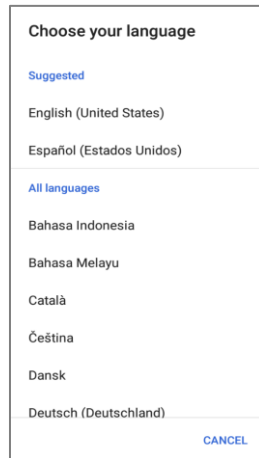 Choose your language
Suggested
English (United States)
Español (Estados Unidos)
All languages
Bahasa Indonesia
Bahasa Melayu
Català
Čeština
Dansk
Deutsch (Deutschland)
CANCEL